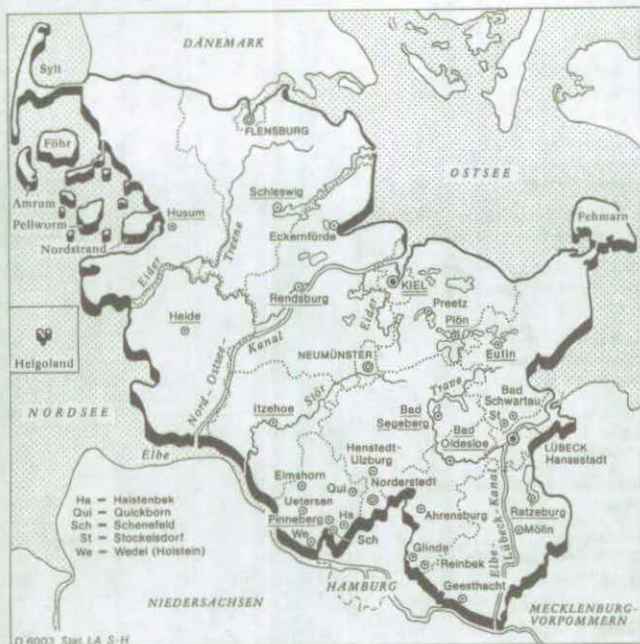 DÄNEMARK
Sylt
FLENSBURG
Föhr
OSTSEE
Amrum
Pellworm
Nordstrand
Husum
Schleswig
Treene
Eckernförde
Fehmarn
Eider
Heide
Rendsburg
KIEL
Preetz
Eider
Plön
Eutin
Helgoland
Nord-Ostsee-
Kanal
NEUMÜNSTER
NORDSEE
Itzehoe
Stör
Trave
Bad
Segeberg
Bad
Schwartau
St
Bad
Oldesloe
LÜBECK
Hansestadt
Elbe
Henstedt-
Ulzburg
Elmshorn
Qui
Norderstedt
Uetersen
Pinneberg
Ha
We
Sch
Ahrensburg
Elbe-
Lübeck-Kanal
Ratzeburg
Mölln
Glinde
Reinbek
Geesthacht
HAMBURG
Ha = Halstenbek
Qui = Quickborn
Sch = Schenefeld
St = Stockelsdorf
We = Wedel (Holstein)
NIEDERSACHSEN
MECKLENBURG-
VORPOMMERN
D 6003 Stat. LA S-H